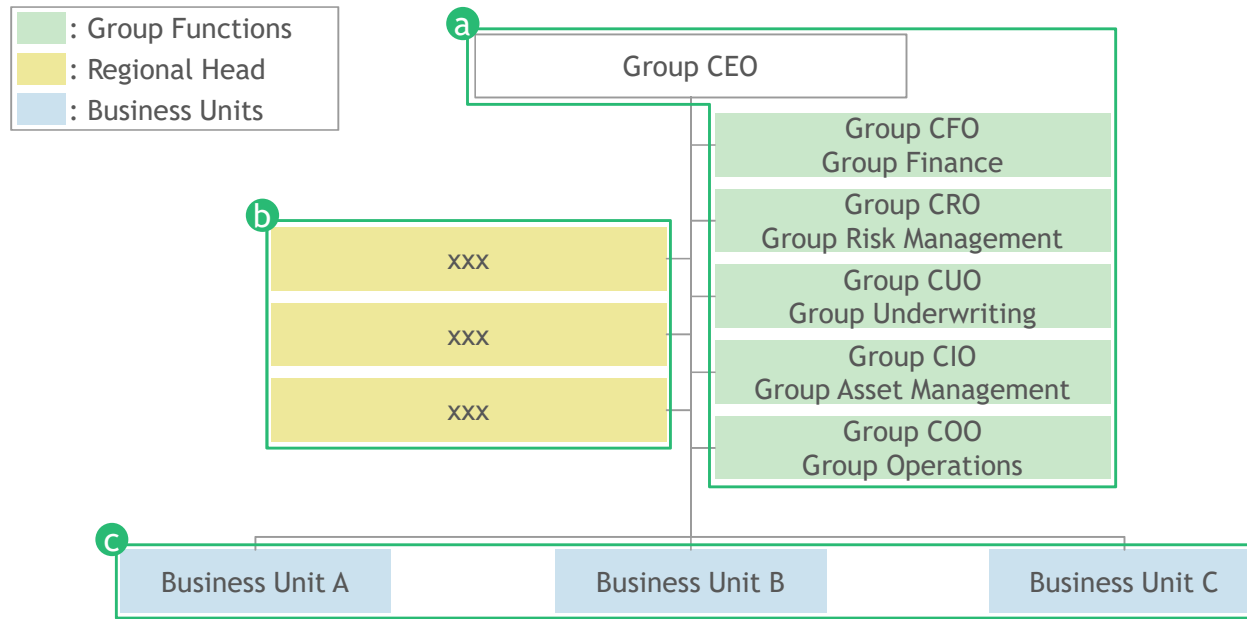 : Group Functions
: Regional Head
: Business Units
a
Group CEO
Group CFO
Group Finance
Group CRO
Group Risk Management
Group CUO
Group Underwriting
Group CIO
Group Asset Management
Group COO
Group Operations
b
xxx
xxx
xxx
c
Business Unit A
Business Unit B
Business Unit C